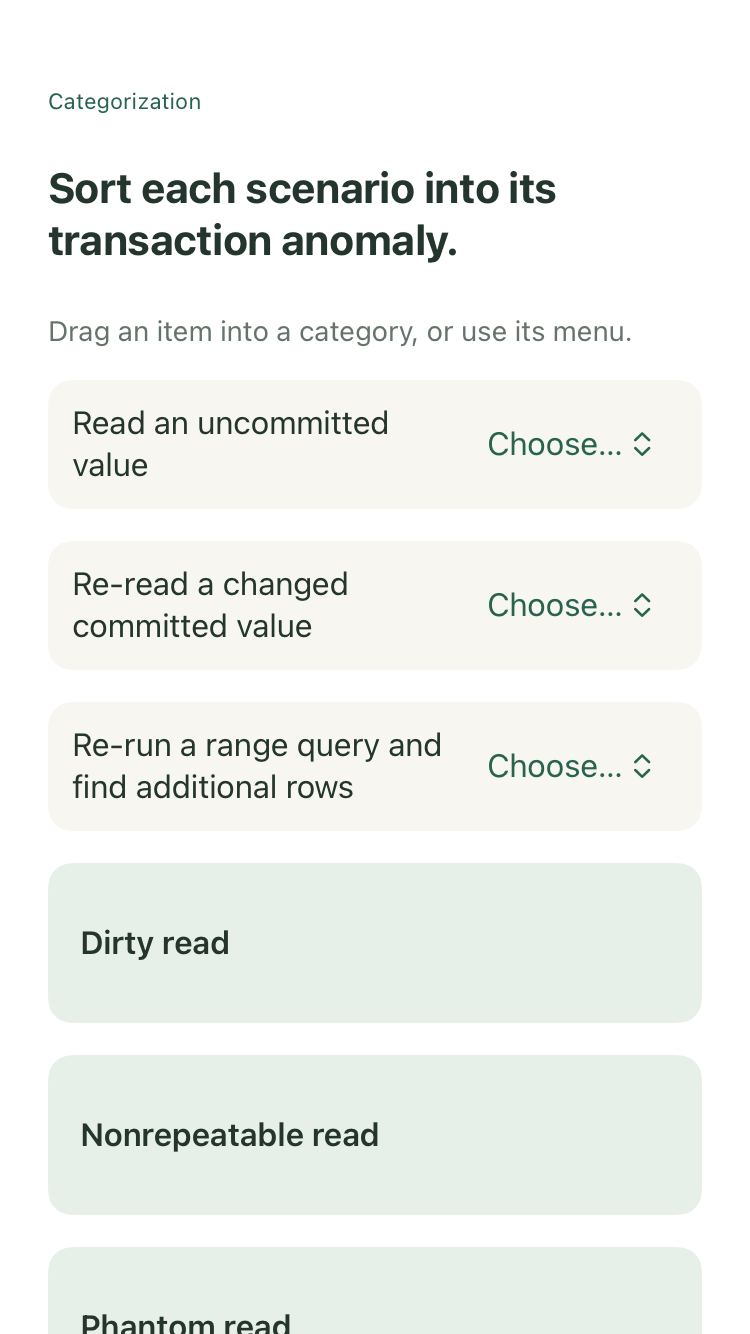 Categorization
Sort each scenario into its
transaction anomaly.
Drag an item into a category, or use its menu.
Read an uncommitted
value
Choose...
Re-read a changed
committed value
Choose...
Re-run a range query and
find additional rows
Choose...
Dirty read
Nonrepeatable read
Phantom read